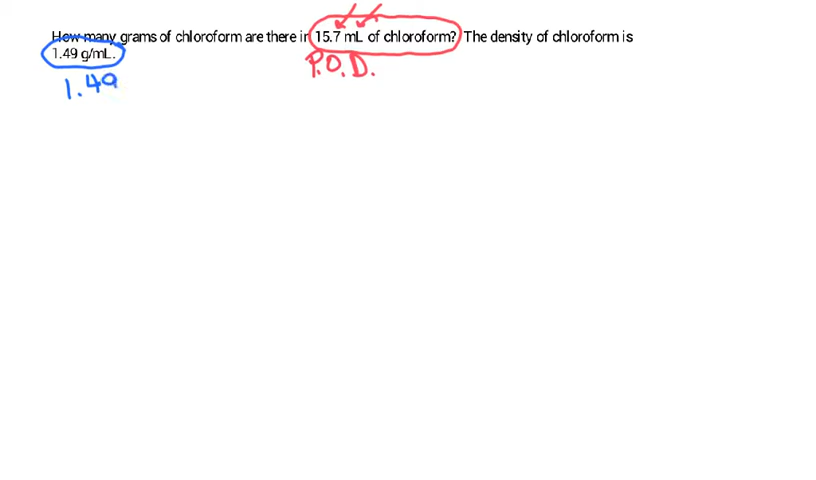 How many grams of chloroform are there in 15.7 mL of chloroform? The density of chloroform is
1.49 g/mL. P.O.D.
1.49